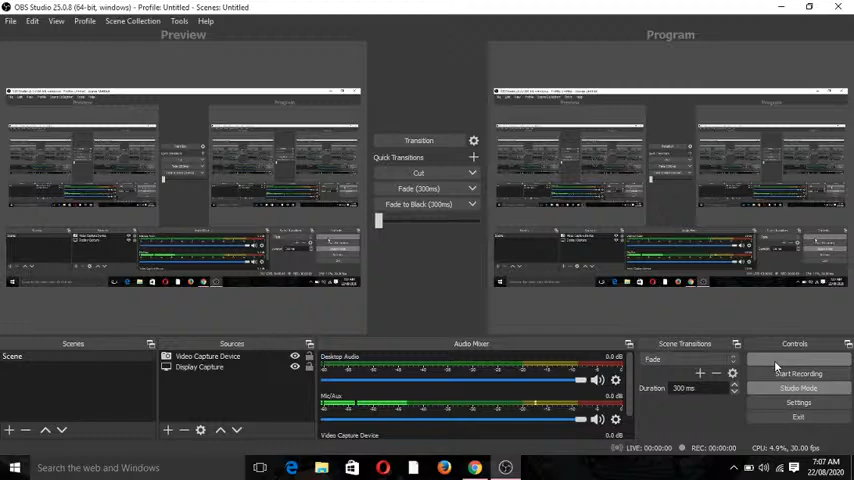 OBS Studio 25.0.8 (64-bit, windows) - Profile: Untitled - Scenes: Untitled
File Edit View Profile Scene Collection Tools Help
Preview
Program
Transition
Quick Transitions
Cut
Fade (300ms)
Fade to Black (300ms)
Scenes
Sources
Audio Mixer
Scene Transitions
Controls
Scene
Video Capture Device
Display Capture
Desktop Audio 0.0 dB
Mic/Aux 0.0 dB
Video Capture Device 0.0 dB
Fade
Duration 300 ms
Start Recording
Studio Mode
Settings
Exit
LIVE: 00:00:00 REC: 00:00:00 CPU: 4.9%, 30.00 fps
Search the web and Windows
7:07 AM
22/08/2020